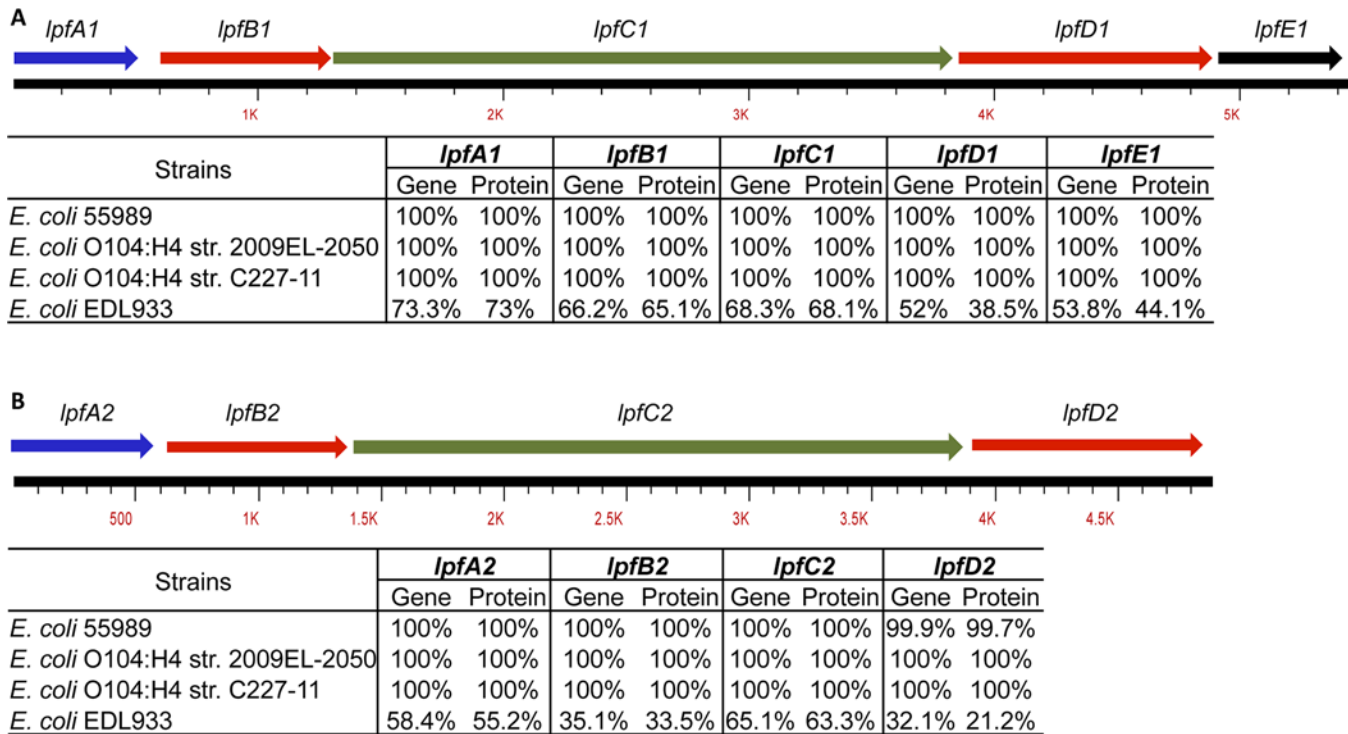 A
lpfA1 lpfB1 lpfC1 lpfD1 lpfE1
1K 2K 3K 4K 5K
Strains lpfA1 lpfB1 lpfC1 lpfD1 lpfE1
Gene Protein Gene Protein Gene Protein Gene Protein Gene Protein
E. coli 55989 100% 100% 100% 100% 100% 100% 100% 100% 100% 100%
E. coli O104:H4 str. 2009EL-2050 100% 100% 100% 100% 100% 100% 100% 100% 100% 100%
E. coli O104:H4 str. C227-11 100% 100% 100% 100% 100% 100% 100% 100% 100% 100%
E. coli EDL933 73.3% 73% 66.2% 65.1% 68.3% 68.1% 52% 38.5% 53.8% 44.1%
B
lpfA2 lpfB2 lpfC2 lpfD2
500 1K 1.5K 2K 2.5K 3K 3.5K 4K 4.5K
Strains lpfA2 lpfB2 lpfC2 lpfD2
Gene Protein Gene Protein Gene Protein Gene Protein
E. coli 55989 100% 100% 100% 100% 100% 100% 99.9% 99.7%
E. coli O104:H4 str. 2009EL-2050 100% 100% 100% 100% 100% 100% 100% 100%
E. coli O104:H4 str. C227-11 100% 100% 100% 100% 100% 100% 100% 100%
E. coli EDL933 58.4% 55.2% 35.1% 33.5% 65.1% 63.3% 32.1% 21.2%